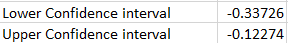 Lower Confidence interval -0.33726
Upper Confidence interval -0.12274